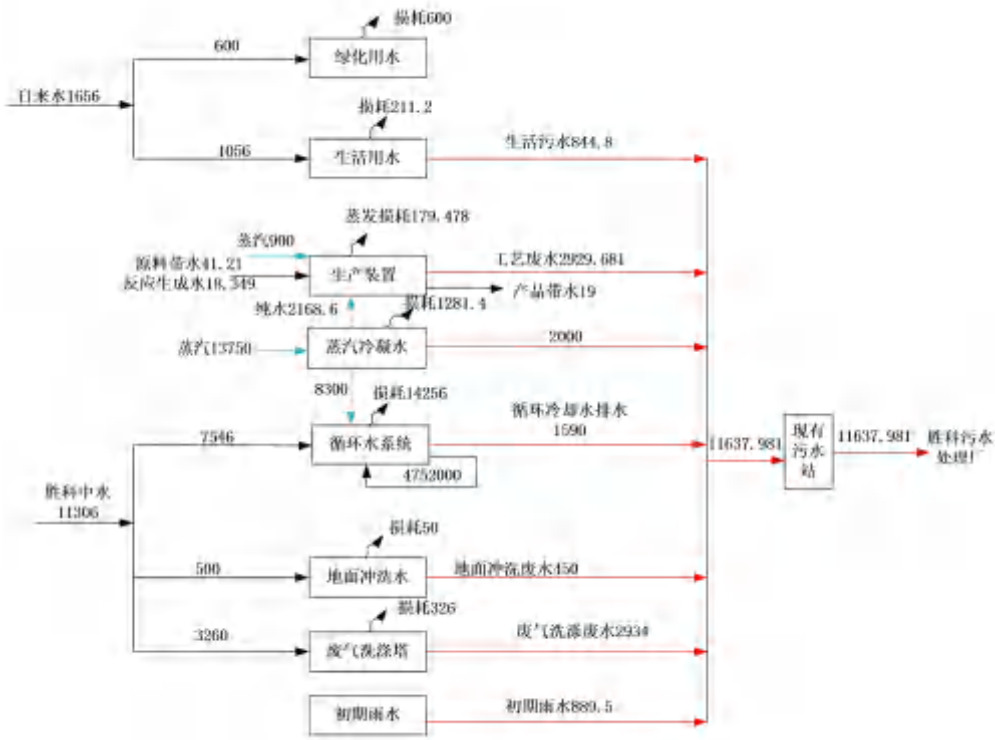 损耗600
600
绿化用水
自来水1656
损耗211.2
1056
生活用水
生活污水844.8
蒸发损耗179.478
蒸汽900
原料带水41.21
反应生成水18.349
生产装置
工艺废水2929.681
产品带水19
纯水2168.6
损耗1281.4
蒸汽13750
蒸汽冷凝水
2000
8300
损耗14256
循环冷却水排水
1590
7546
循环水系统
4752000
11637.981
现有
污水
站
11637.981
胜科污水
处理厂
胜科中水
11306
损耗50
500
地面冲洗水
地面冲洗废水450
损耗326
3260
废气洗涤塔
废气洗涤废水2934
初期雨水
初期雨水889.5